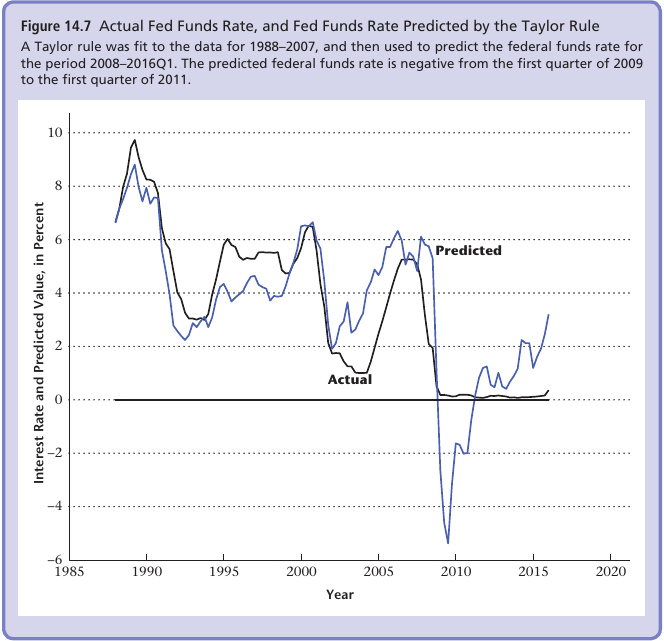 Figure 14.7 Actual Fed Funds Rate, and Fed Funds Rate Predicted by the Taylor Rule
A Taylor rule was fit to the data for 1988–2007, and then used to predict the federal funds rate for
the period 2008–2016Q1. The predicted federal funds rate is negative from the first quarter of 2009
to the first quarter of 2011.
Interest Rate and Predicted Value, in Percent
10
8
6
4
2
0
−2
−4
−6
Predicted
Actual
1985 1990 1995 2000 2005 2010 2015 2020
Year